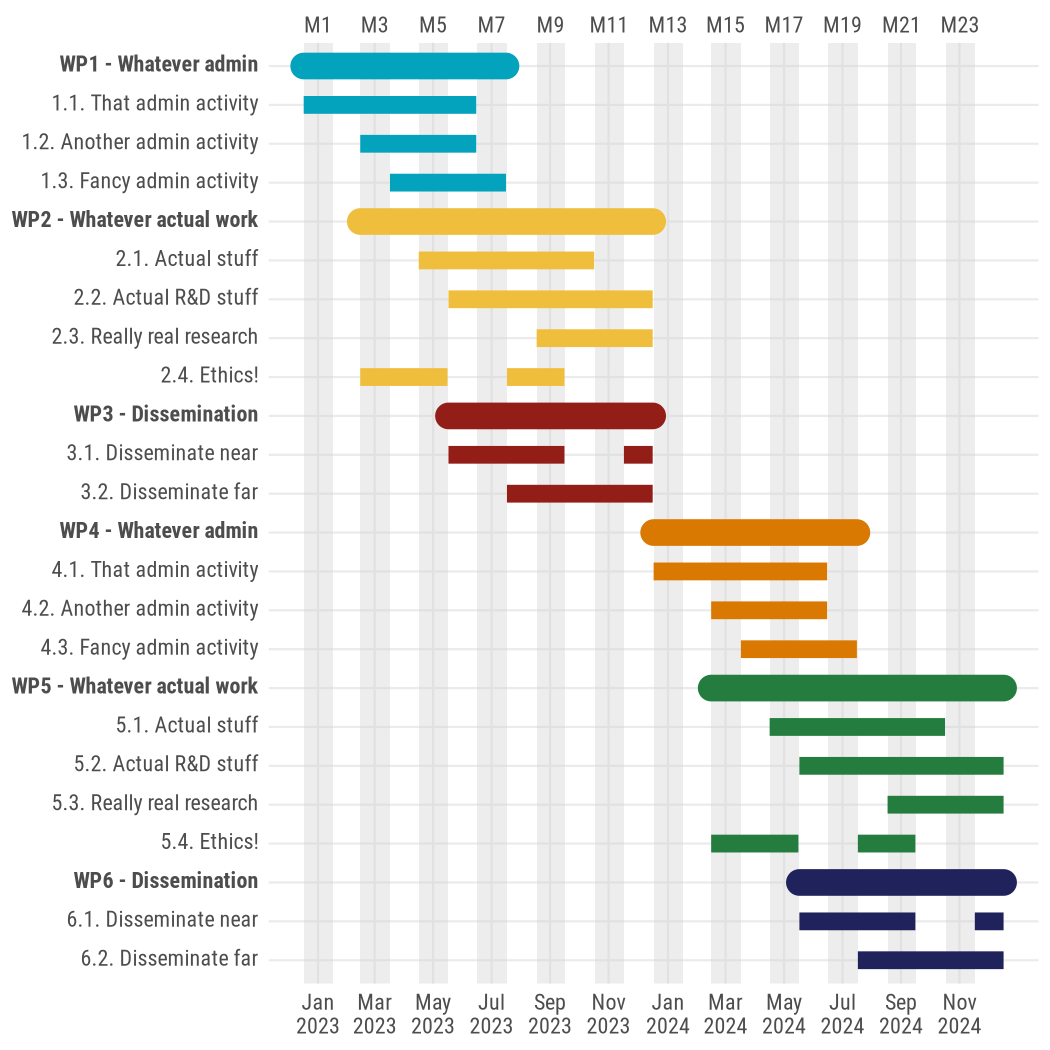 M1 M3 M5 M7 M9 M11 M13 M15 M17 M19 M21 M23
WP1 - Whatever admin
1.1. That admin activity
1.2. Another admin activity
1.3. Fancy admin activity
WP2 - Whatever actual work
2.1. Actual stuff
2.2. Actual R&D stuff
2.3. Really real research
2.4. Ethics!
WP3 - Dissemination
3.1. Disseminate near
3.2. Disseminate far
WP4 - Whatever admin
4.1. That admin activity
4.2. Another admin activity
4.3. Fancy admin activity
WP5 - Whatever actual work
5.1. Actual stuff
5.2. Actual R&D stuff
5.3. Really real research
5.4. Ethics!
WP6 - Dissemination
6.1. Disseminate near
6.2. Disseminate far
Jan Mar May Jul Sep Nov Jan Mar May Jul Sep Nov
2023 2023 2023 2023 2023 2023 2024 2024 2024 2024 2024 2024